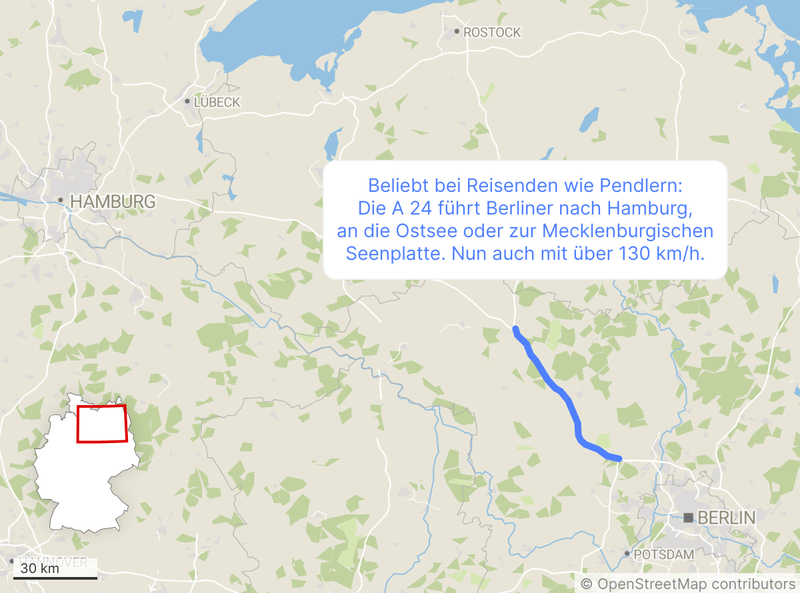 ROSTOCK
LÜBECK
HAMBURG
Beliebt bei Reisenden wie Pendlern:
Die A 24 führt Berliner nach Hamburg,
an die Ostsee oder zur Mecklenburgischen
Seenplatte. Nun auch mit über 130 km/h.
BERLIN
POTSDAM
HANNOVER
30 km
© OpenStreetMap contributors